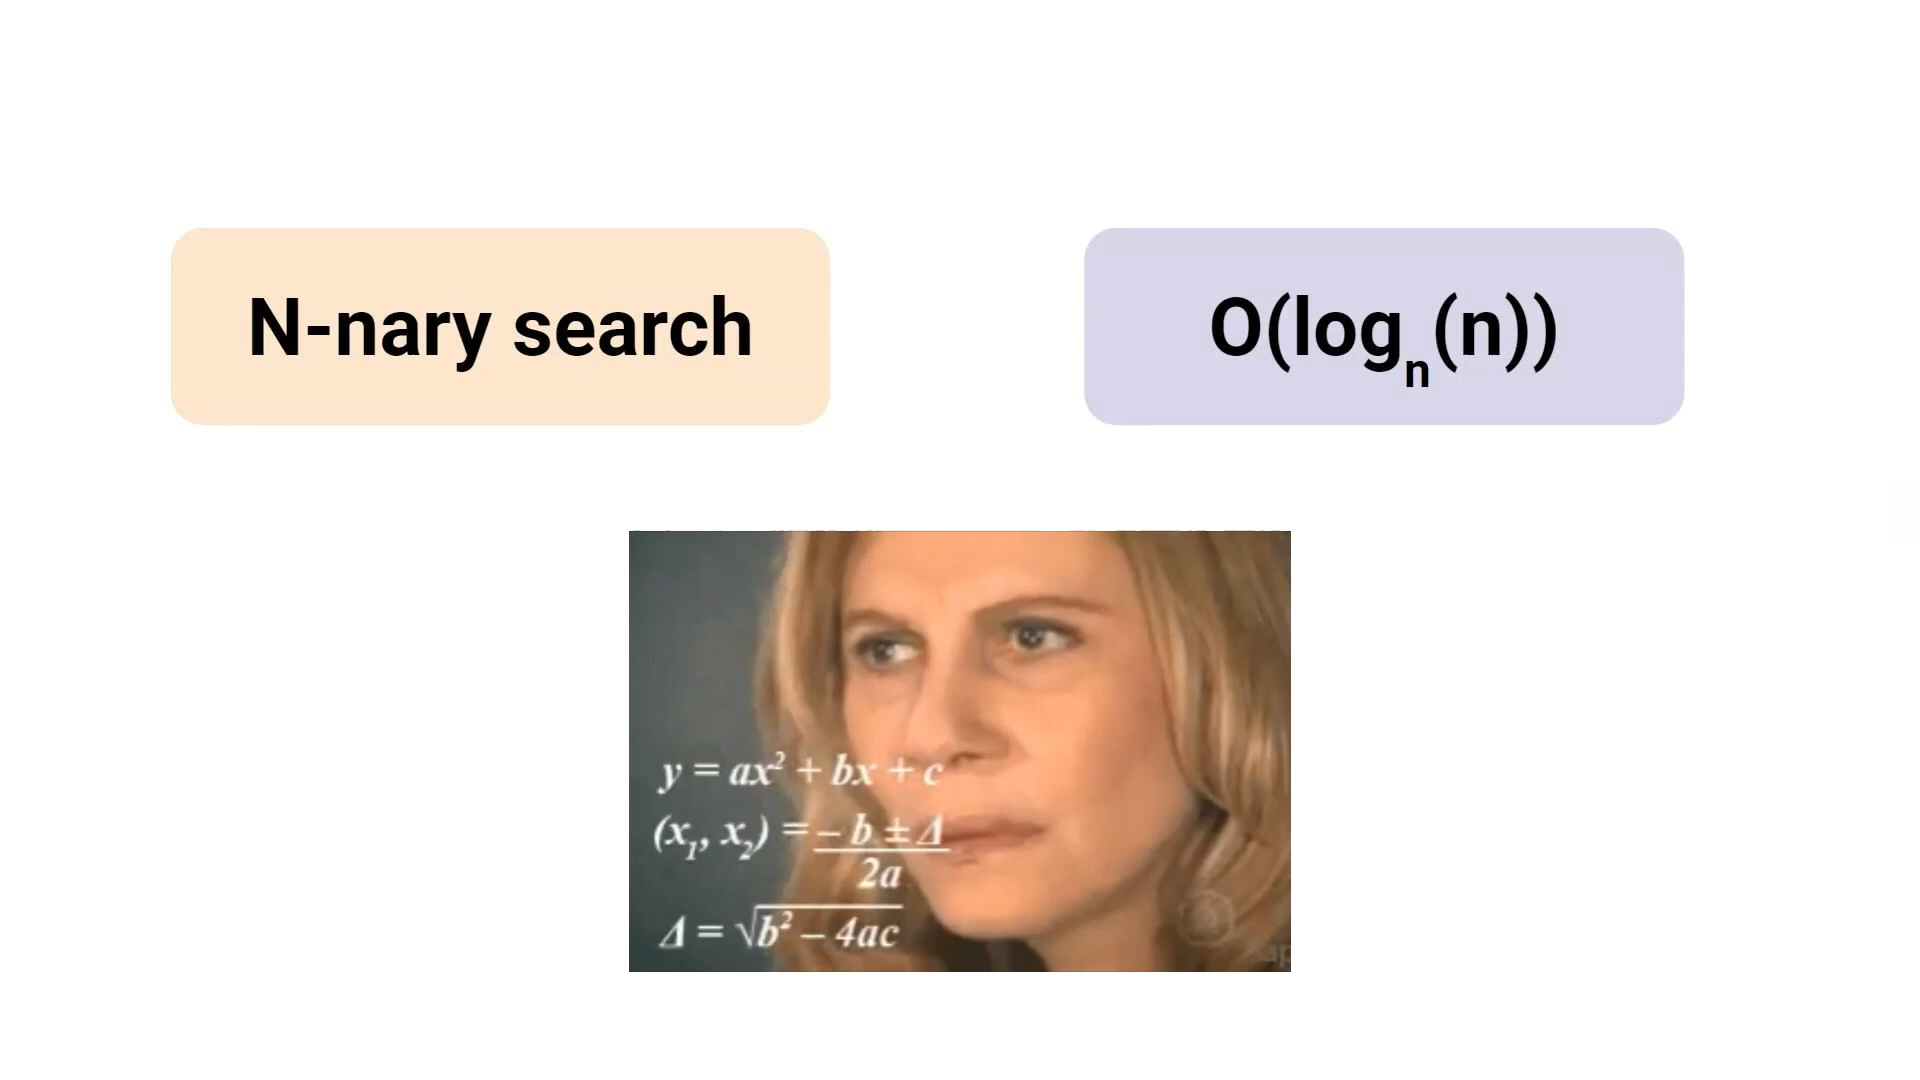 N-nary search
O(logₙ(n))
y = ax² + bx + c
(x₁, x₂) = – b ± Δ
2a
Δ = √b² – 4ac